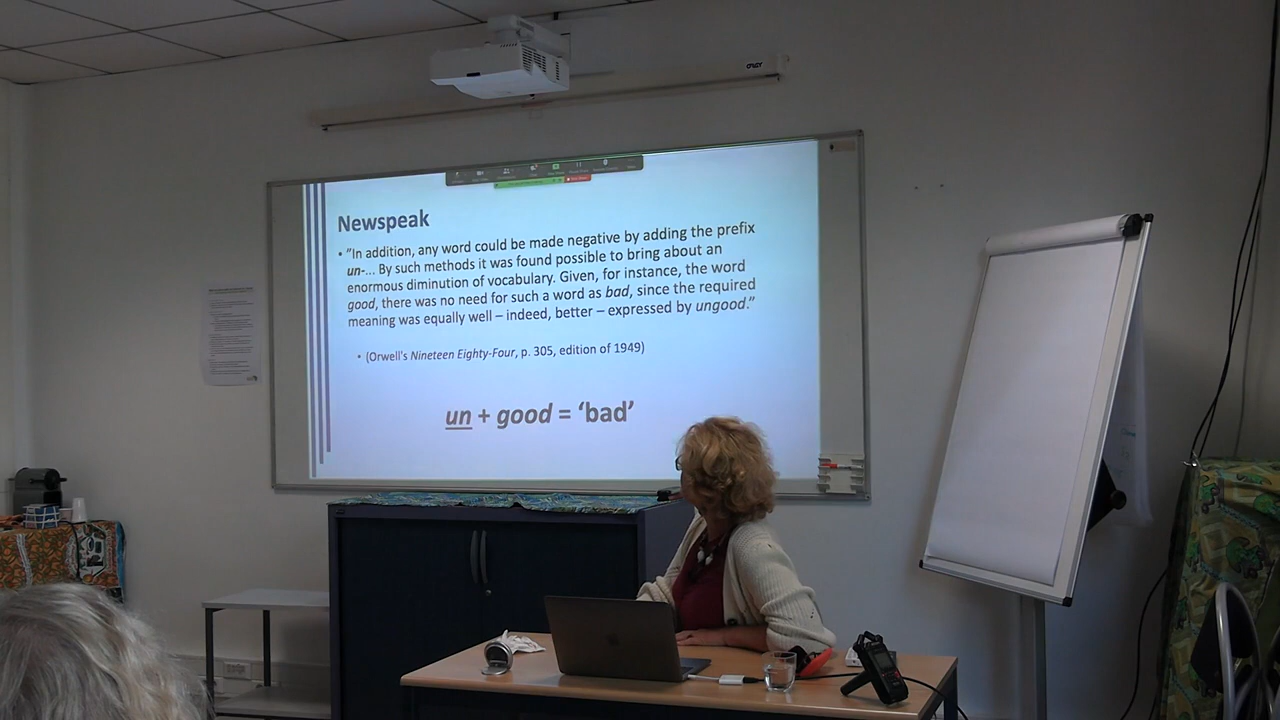 Newspeak
• "In addition, any word could be made negative by adding the prefix
un-... By such methods it was found possible to bring about an
enormous diminution of vocabulary. Given, for instance, the word
good, there was no need for such a word as bad, since the required
meaning was equally well – indeed, better – expressed by ungood."
• (Orwell's Nineteen Eighty-Four, p. 305, edition of 1949)
un + good = ‘bad’